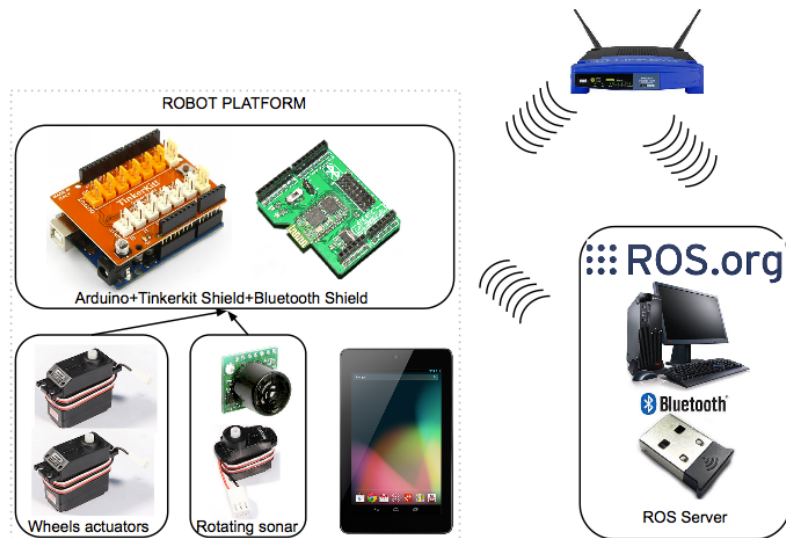 ROBOT PLATFORM
TinkerKit!
Arduino+Tinkerkit Shield+Bluetooth Shield
Wheels actuators
Rotating sonar
ROS.org
Bluetooth
ROS Server